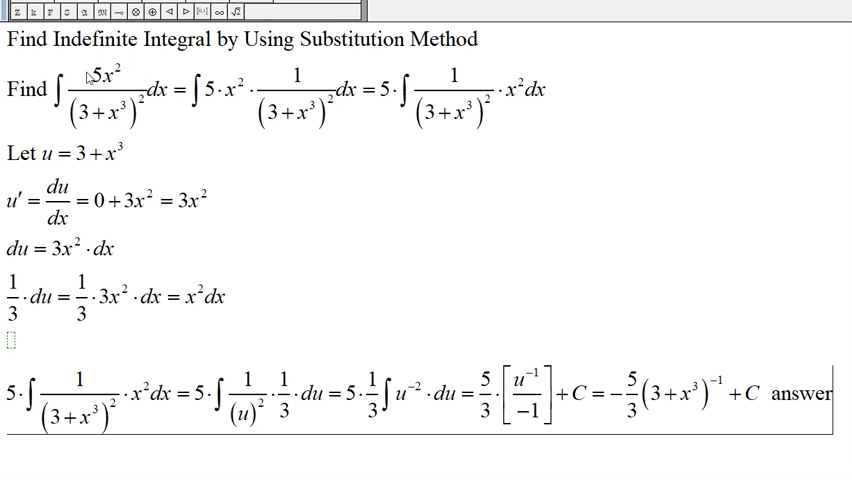 Find Indefinite Integral by Using Substitution Method
Find ∫ 5x²/(3+x³)² dx = ∫ 5·x²· 1/(3+x³)² dx = 5·∫ 1/(3+x³)² ·x²dx
Let u = 3+x³
u′ = du/dx = 0+3x² = 3x²
du = 3x²·dx
1/3 ·du = 1/3 ·3x²·dx = x²dx
5·∫ 1/(3+x³)² ·x²dx = 5·∫ 1/(u)² · 1/3 ·du = 5· 1/3 ∫ u⁻²·du = 5/3 ·[u⁻¹/−1]+C = −5/3 (3+x³)⁻¹+C answer